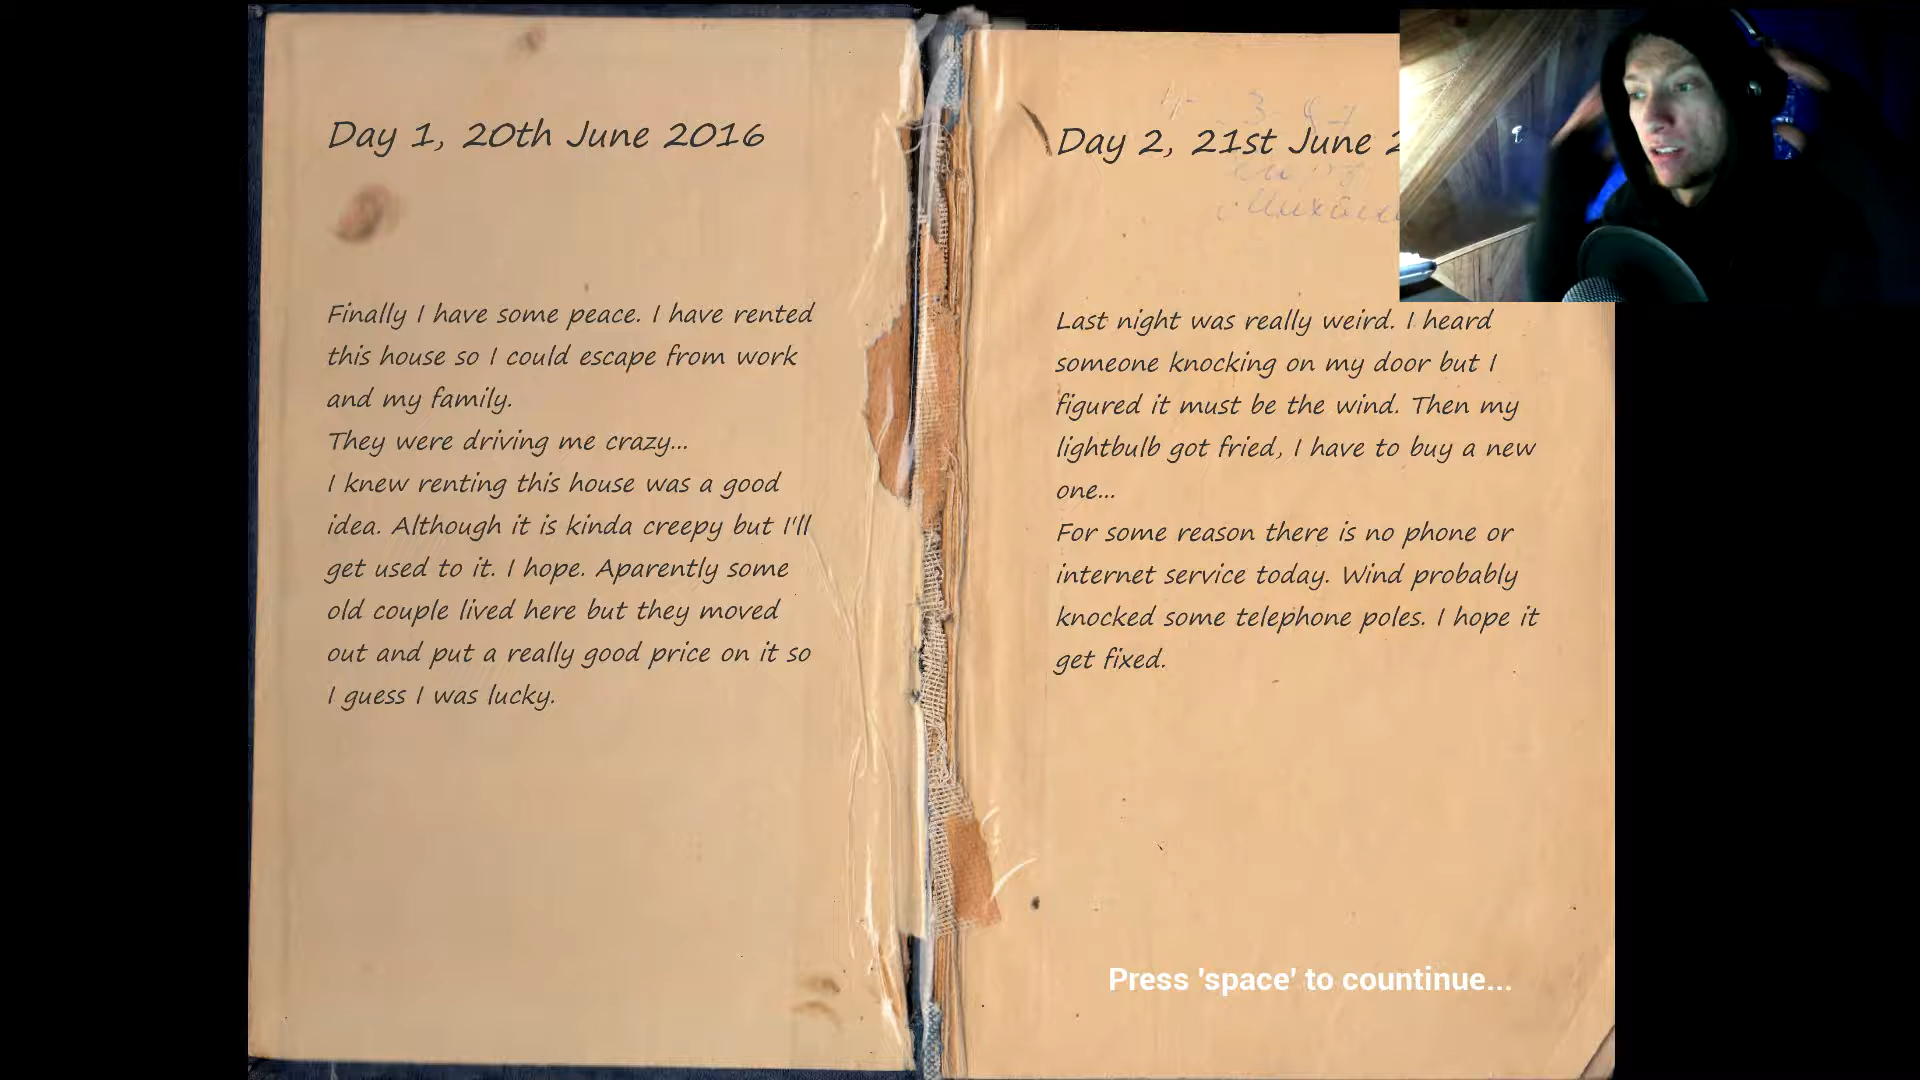 Day 1, 20th June 2016
Finally I have some peace. I have rented
this house so I could escape from work
and my family.
They were driving me crazy...
I knew renting this house was a good
idea. Although it is kinda creepy but I'll
get used to it. I hope. Aparently some
old couple lived here but they moved
out and put a really good price on it so
I guess I was lucky.
Day 2, 21st June
Last night was really weird. I heard
someone knocking on my door but I
figured it must be the wind. Then my
lightbulb got fried, I have to buy a new
one...
For some reason there is no phone or
internet service today. Wind probably
knocked some telephone poles. I hope it
get fixed.
Press 'space' to countinue...